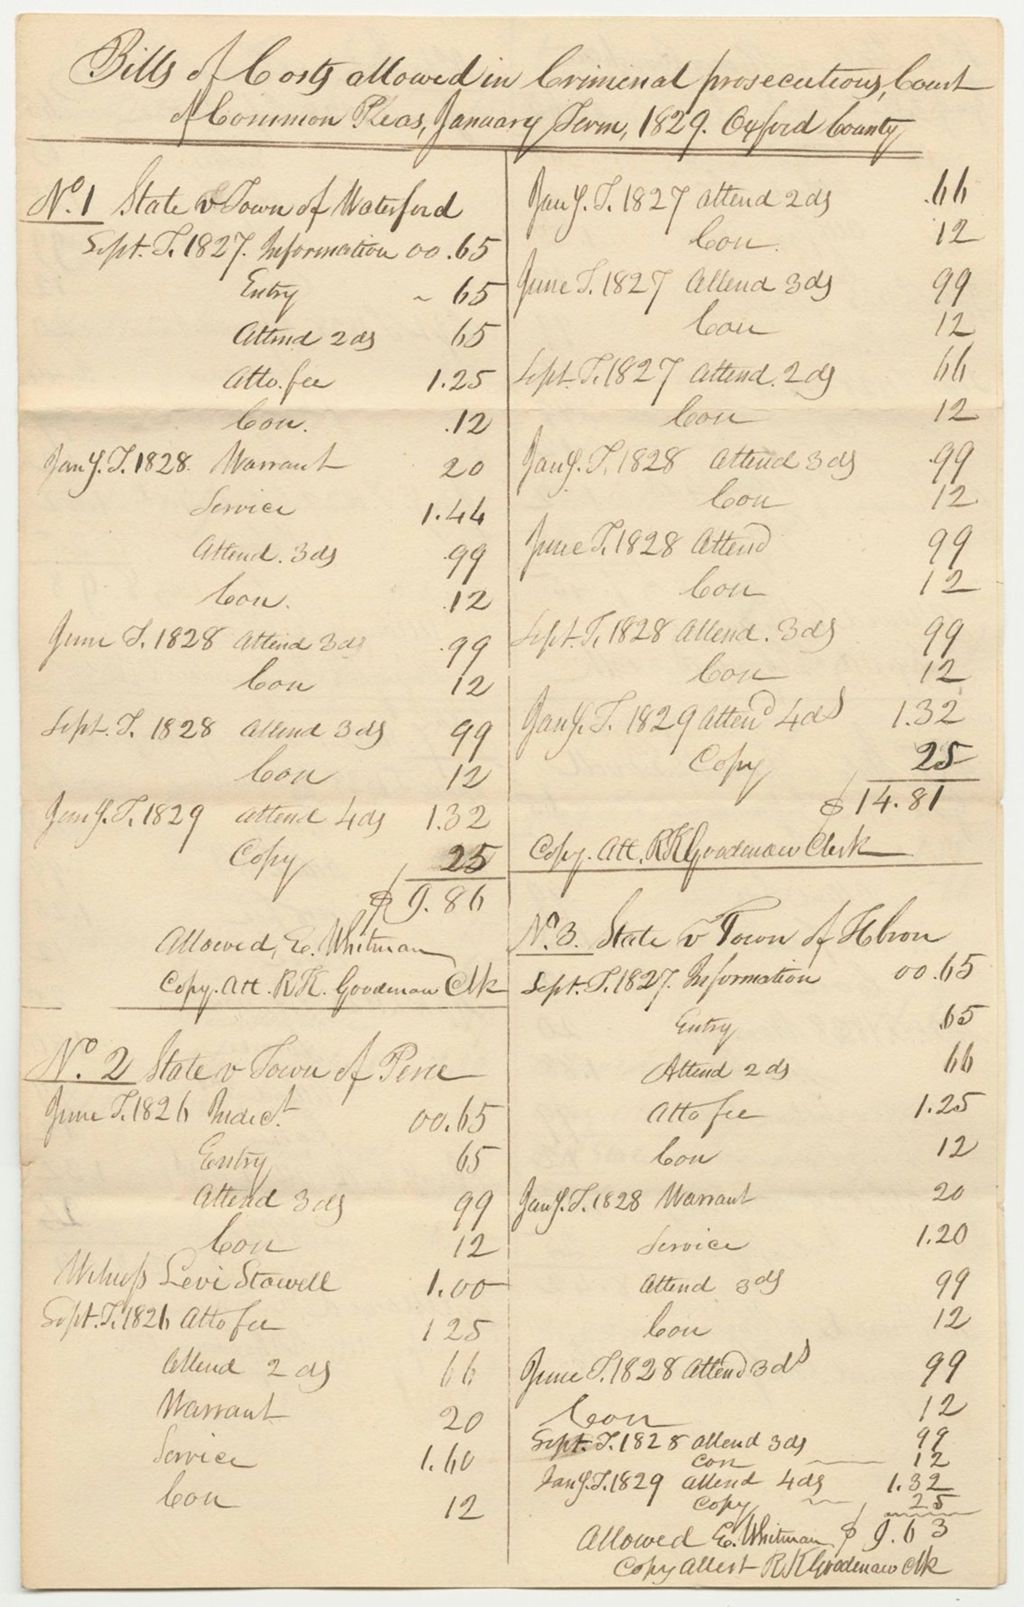 Bills of Costs allowed in Criminal prosecutions, Court
of Common Pleas, January Term, 1829. Oxford County
No. 1 State v Town of Waterford
Sept. T. 1827. Information 00.65
Entry ~ 65
Attend 2 ds 65
Atto. fee 1.25
Con. .12
Jany. T. 1828. Warrant 20
Service 1.44
Attend. 3 ds .99
Con. .12
June T. 1828 Attend 3 ds .99
Con 12
Sept. T. 1828 Attend 3 ds 99
Con 12
Jany. T. 1829 attend 4 ds 1.32
Copy 25
$ 9.86
Allowed, E. Whitman
Copy. Att. R. K. Goodenow Clk
No. 2 State v Town of Peru
June T. 1826 Indict. 00.65
Entry 65
Attend 3 ds 99
Con 12
Witness Levi Stowell 1.00
Sept. T. 1826 Atto fee 1 25
Attend 2 ds 66
Warrant 20
Service 1.60
Con 12
Jany. T. 1827 attend 2 ds .66
Con. 12
June T. 1827 Attend 3 ds 99
Con 12
Sept. T. 1827 Attend. 2 ds 66
Con 12
Jany. T. 1828 Attend 3 ds .99
Con 12
June T. 1828 Attend 99
Con 12
Sept. T. 1828 Attend. 3 ds 99
Con 12
Jany. T. 1829 Attend 4 ds 1.32
Copy 25
$ 14.81
Copy. Att. R K Goodenow Clerk
No. 3. State v Town of Hebron
Sept. T. 1827. Information 00.65
Entry .65
Attend 2 ds 66
Atto fee 1.25
Con 12
Jany. T. 1828 Warrant 20
Service 1.20
Attend 3 ds 99
Con 12
June T. 1828 Attend 3 ds 99
Con 12
Sept. T. 1828 attend 3 ds 99
Con 12
Jany. T. 1829 attend 4 ds 1.32
Copy 25
Allowed E. Whitman $ 9.63
Copy Attest R K Goodenow Clk